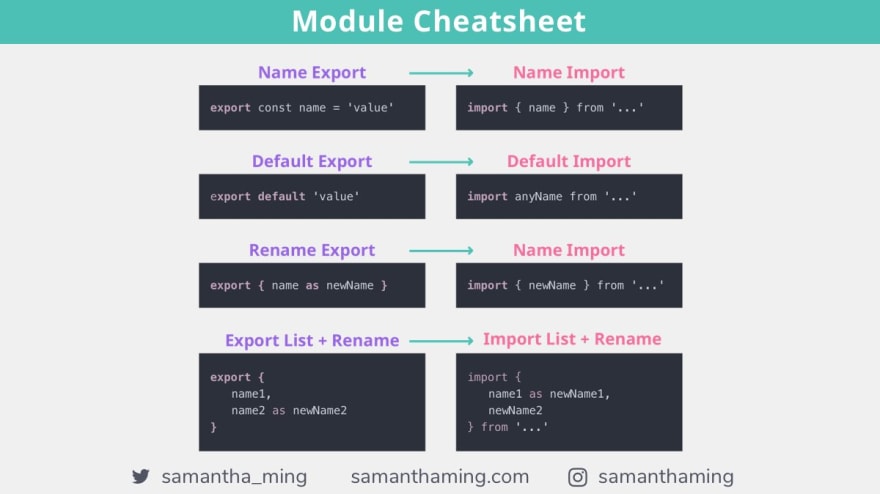 Module Cheatsheet
Name Export
Name Import
export const name = 'value'
import { name } from '...'
Default Export
Default Import
export default 'value'
import anyName from '...'
Rename Export
Name Import
export { name as newName }
import { newName } from '...'
Export List + Rename
Import List + Rename
export {
name1,
name2 as newName2
}
import {
name1 as newName1,
newName2
} from '...'
samantha_ming
samanthaming.com
samanthaming